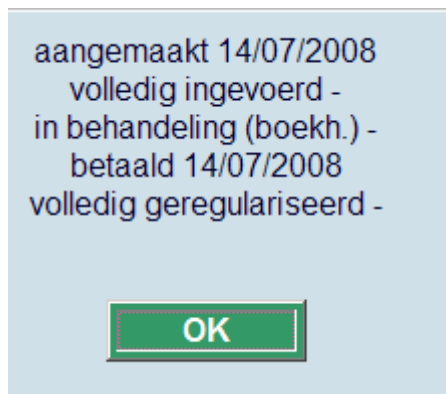 aangemaakt 14/07/2008
volledig ingevoerd -
in behandeling (boekh.) -
betaald 14/07/2008
volledig geregulariseerd -
OK